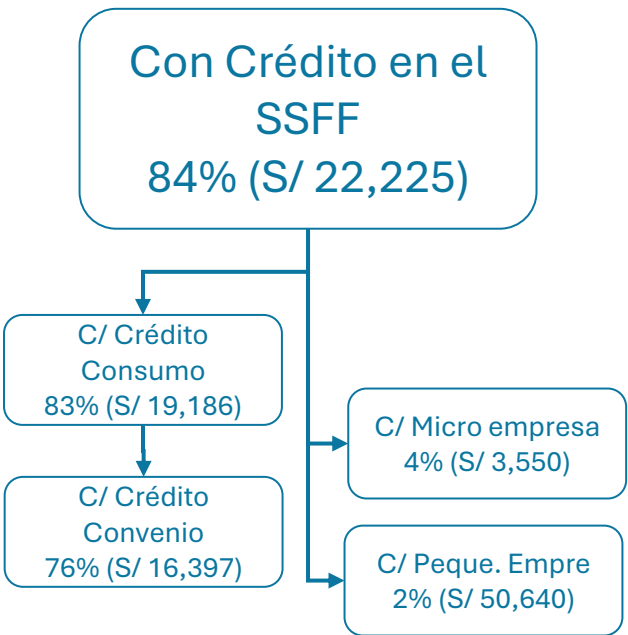 Con Crédito en el
SSFF
84% (S/ 22,225)
C/ Crédito
Consumo
83% (S/ 19,186)
C/ Crédito
Convenio
76% (S/ 16,397)
C/ Micro empresa
4% (S/ 3,550)
C/ Peque. Empre
2% (S/ 50,640)